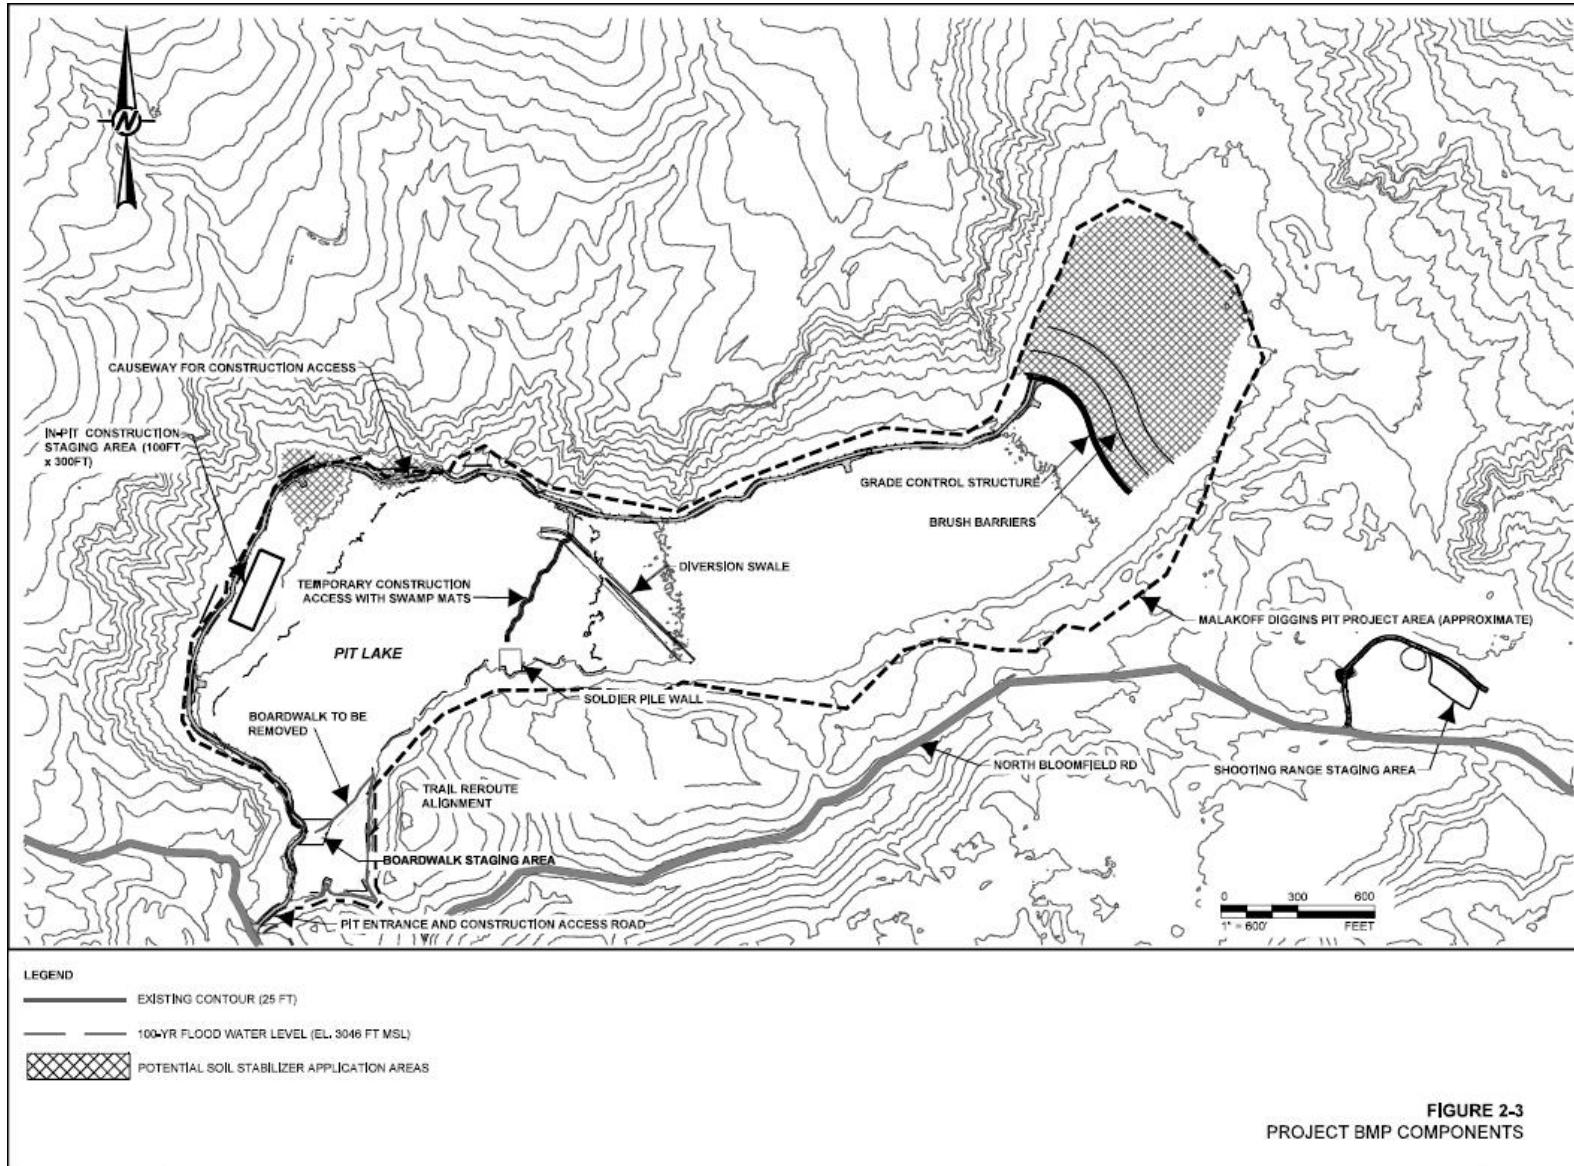 N
CAUSEWAY FOR CONSTRUCTION ACCESS
IN-PIT CONSTRUCTION
STAGING AREA (100FT
x 300FT)
GRADE CONTROL STRUCTURE
BRUSH BARRIERS
DIVERSION SWALE
TEMPORARY CONSTRUCTION
ACCESS WITH SWAMP MATS
MALAKOFF DIGGINS PIT PROJECT AREA (APPROXIMATE)
PIT LAKE
SOLDIER PILE WALL
BOARDWALK TO BE
REMOVED
NORTH BLOOMFIELD RD
SHOOTING RANGE STAGING AREA
TRAIL REROUTE
ALIGNMENT
BOARDWALK STAGING AREA
PIT ENTRANCE AND CONSTRUCTION ACCESS ROAD
0 300 600
1" = 600' FEET
LEGEND
EXISTING CONTOUR (25 FT)
100-YR FLOOD WATER LEVEL (EL. 3046 FT MSL)
POTENTIAL SOIL STABILIZER APPLICATION AREAS
FIGURE 2-3
PROJECT BMP COMPONENTS